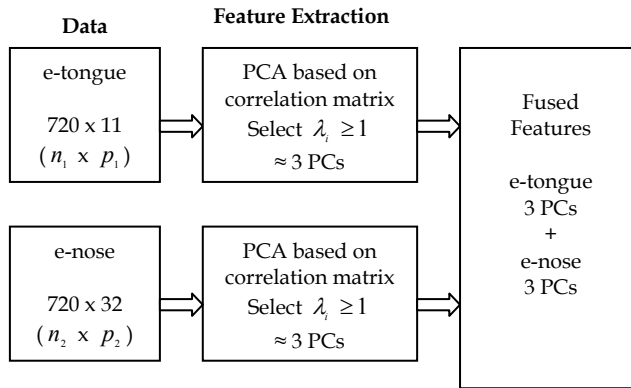 Data
Feature Extraction
e-tongue
720 x 11
( n₁ x p₁ )
PCA based on
correlation matrix
Select λᵢ ≥ 1
≈ 3 PCs
e-nose
720 x 32
( n₂ x p₂ )
PCA based on
correlation matrix
Select λᵢ ≥ 1
≈ 3 PCs
Fused
Features
e-tongue
3 PCs
+
e-nose
3 PCs